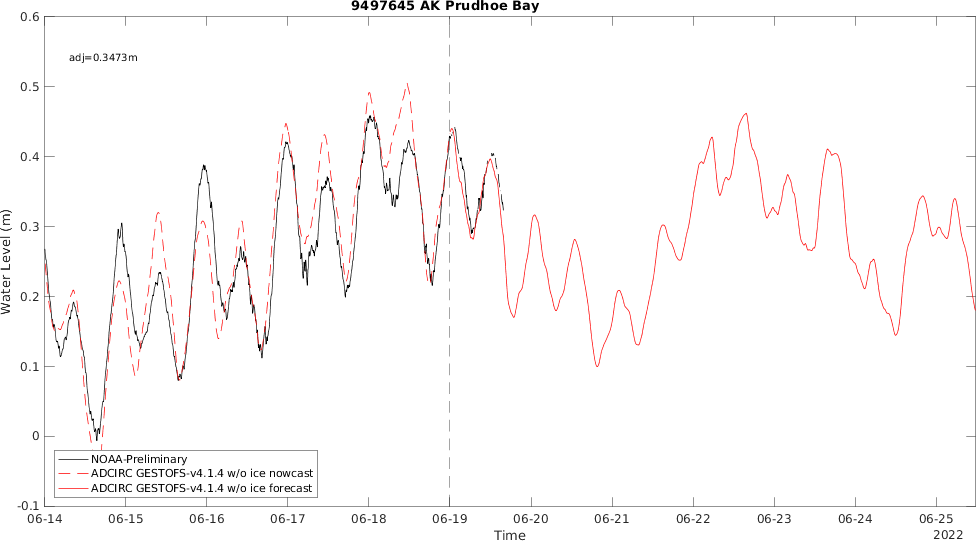 9497645 AK Prudhoe Bay
adj=0.3473m
0.6
0.5
0.4
0.3
0.2
0.1
0
-0.1
Water Level (m)
NOAA-Preliminary
ADCIRC GESTOFS-v4.1.4 w/o ice nowcast
ADCIRC GESTOFS-v4.1.4 w/o ice forecast
06-14 06-15 06-16 06-17 06-18 06-19 06-20 06-21 06-22 06-23 06-24 06-25
Time
2022